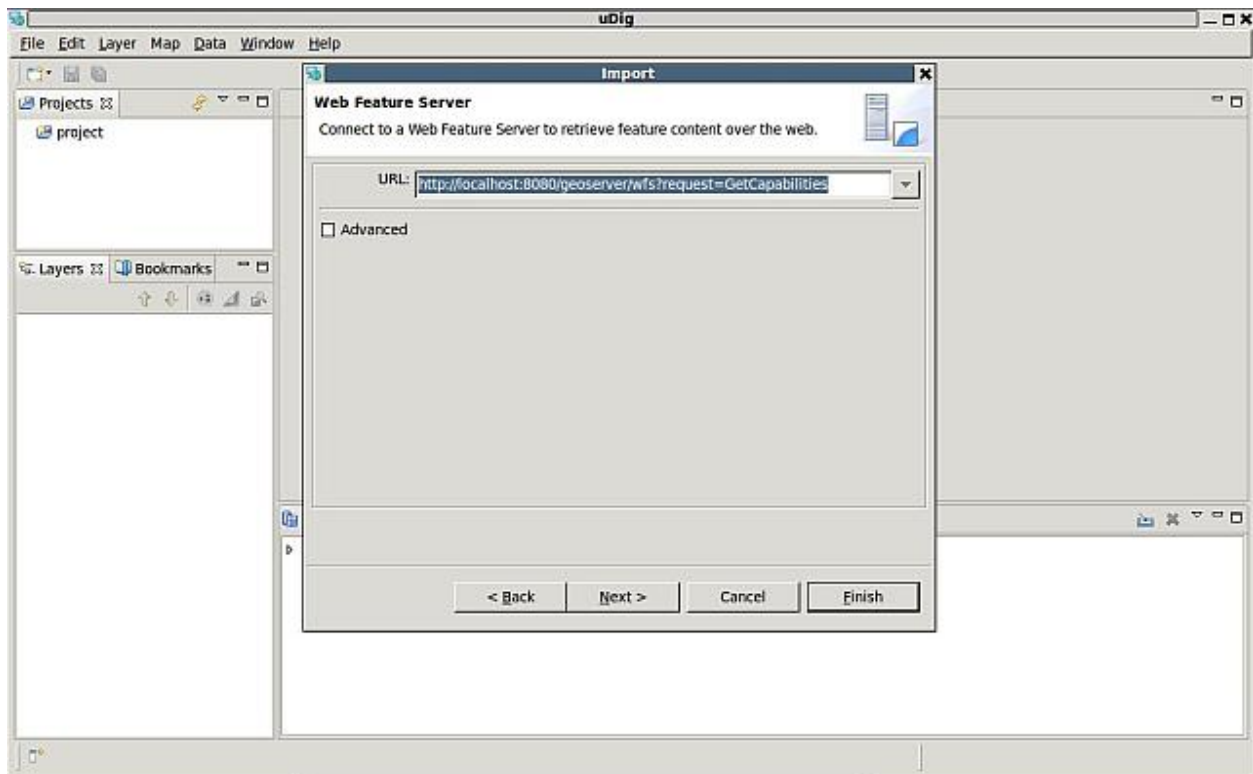 uDig
File Edit Layer Map Data Window Help
Import
Projects
project
Web Feature Server
Connect to a Web Feature Server to retrieve feature content over the web.
URL: http://localhost:8080/geoserver/wfs?request=GetCapabilities
Advanced
Layers Bookmarks
< Back Next > Cancel Finish